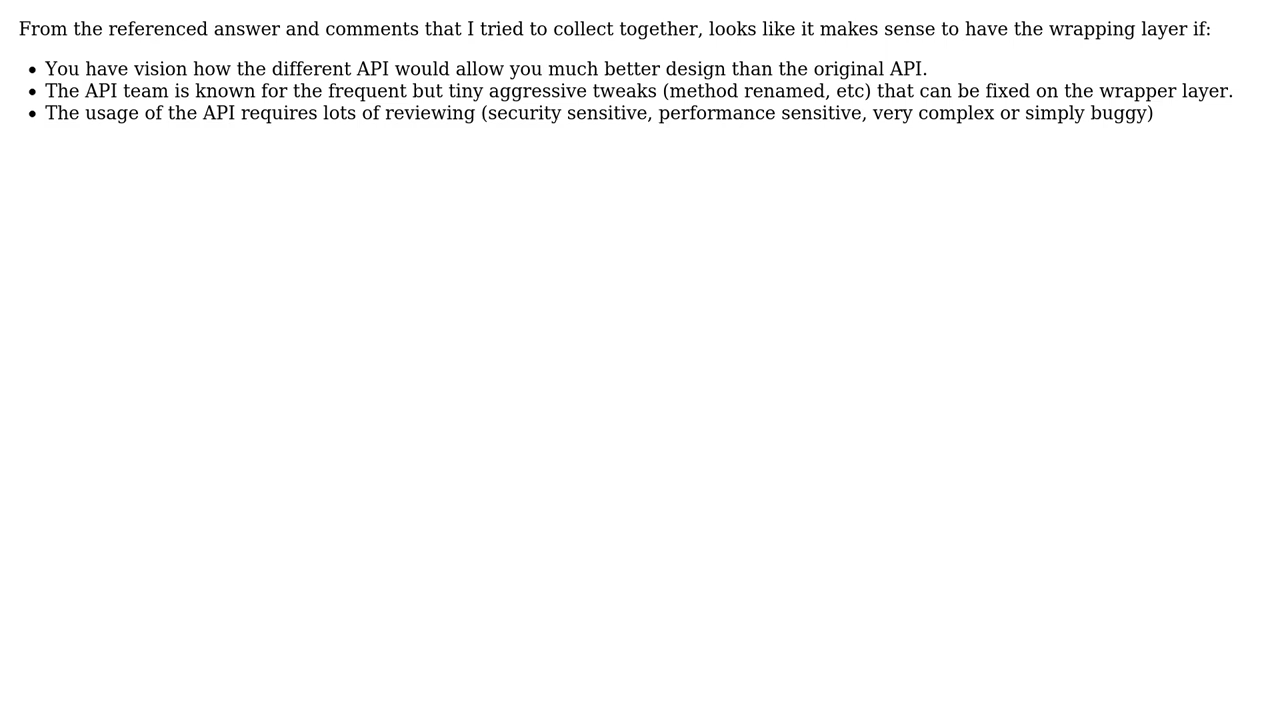 From the referenced answer and comments that I tried to collect together, looks like it makes sense to have the wrapping layer if:
• You have vision how the different API would allow you much better design than the original API.
• The API team is known for the frequent but tiny aggressive tweaks (method renamed, etc) that can be fixed on the wrapper layer.
• The usage of the API requires lots of reviewing (security sensitive, performance sensitive, very complex or simply buggy)